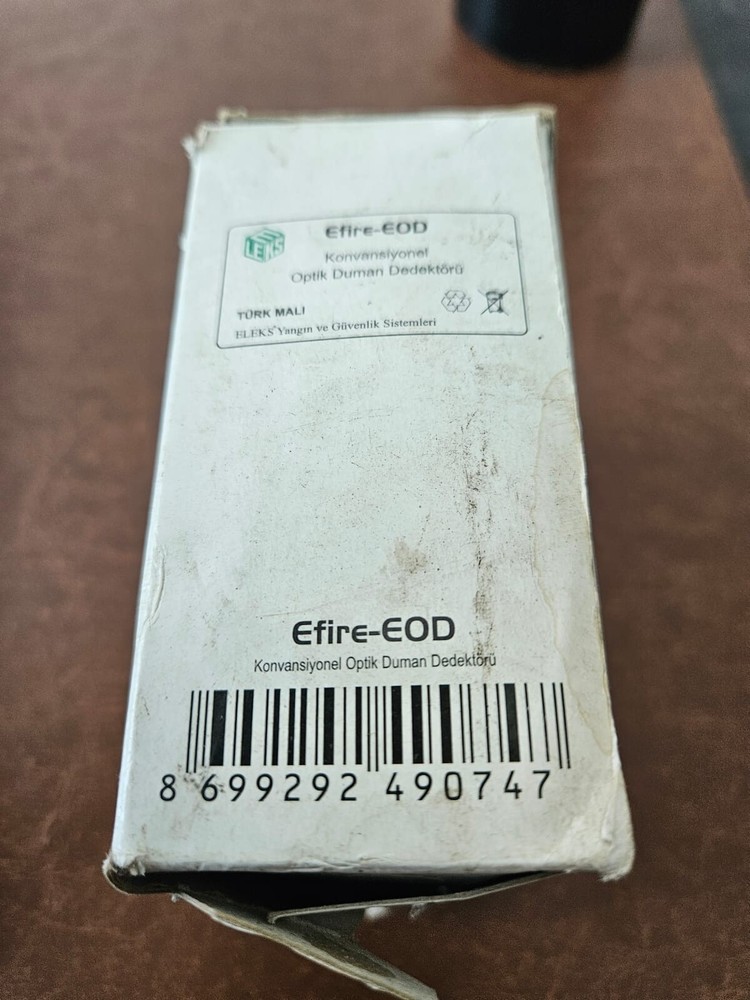 ELEKS
Efire-EOD
Konvansiyonel
Optik Duman Dedektörü
TÜRK MALI
ELEKS Yangın ve Güvenlik Sistemleri
Efire-EOD
Konvansiyonel Optik Duman Dedektörü
8 699292 490747